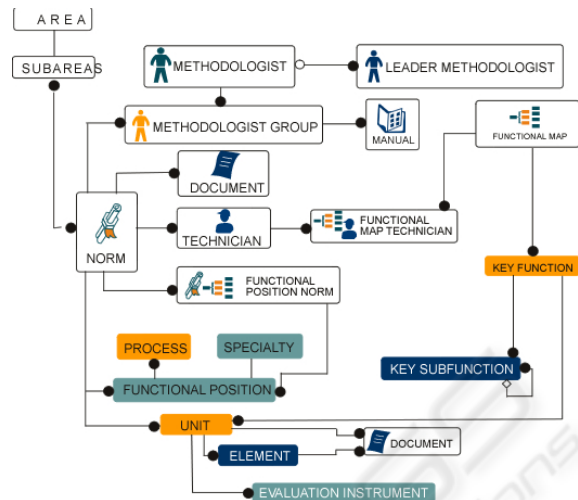 AREA
SUBAREAS
METHODOLOGIST
LEADER METHODOLOGIST
METHODOLOGIST GROUP
MANUAL
FUNCTIONAL MAP
DOCUMENT
NORM
TECHNICIAN
FUNCTIONAL
MAP TECHNICIAN
FUNCTIONAL
POSITION NORM
KEY FUNCTION
PROCESS
SPECIALTY
KEY SUBFUNCTION
FUNCTIONAL POSITION
UNIT
DOCUMENT
ELEMENT
EVALUATION INSTRUMENT